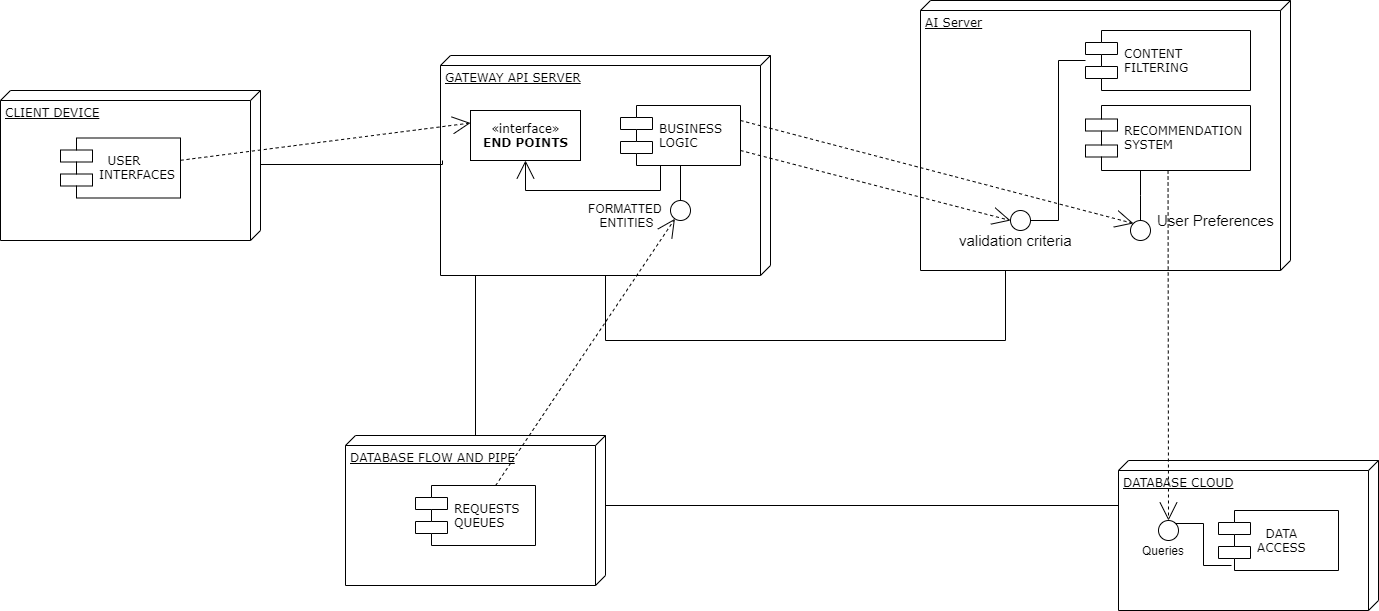 AI Server
CONTENT
FILTERING
GATEWAY API SERVER
CLIENT DEVICE
«interface»
END POINTS
BUSINESS
LOGIC
RECOMMENDATION
SYSTEM
USER
INTERFACES
FORMATTED
ENTITIES
validation criteria
User Preferences
DATABASE FLOW AND PIPE
REQUESTS
QUEUES
DATABASE CLOUD
Queries
DATA
ACCESS